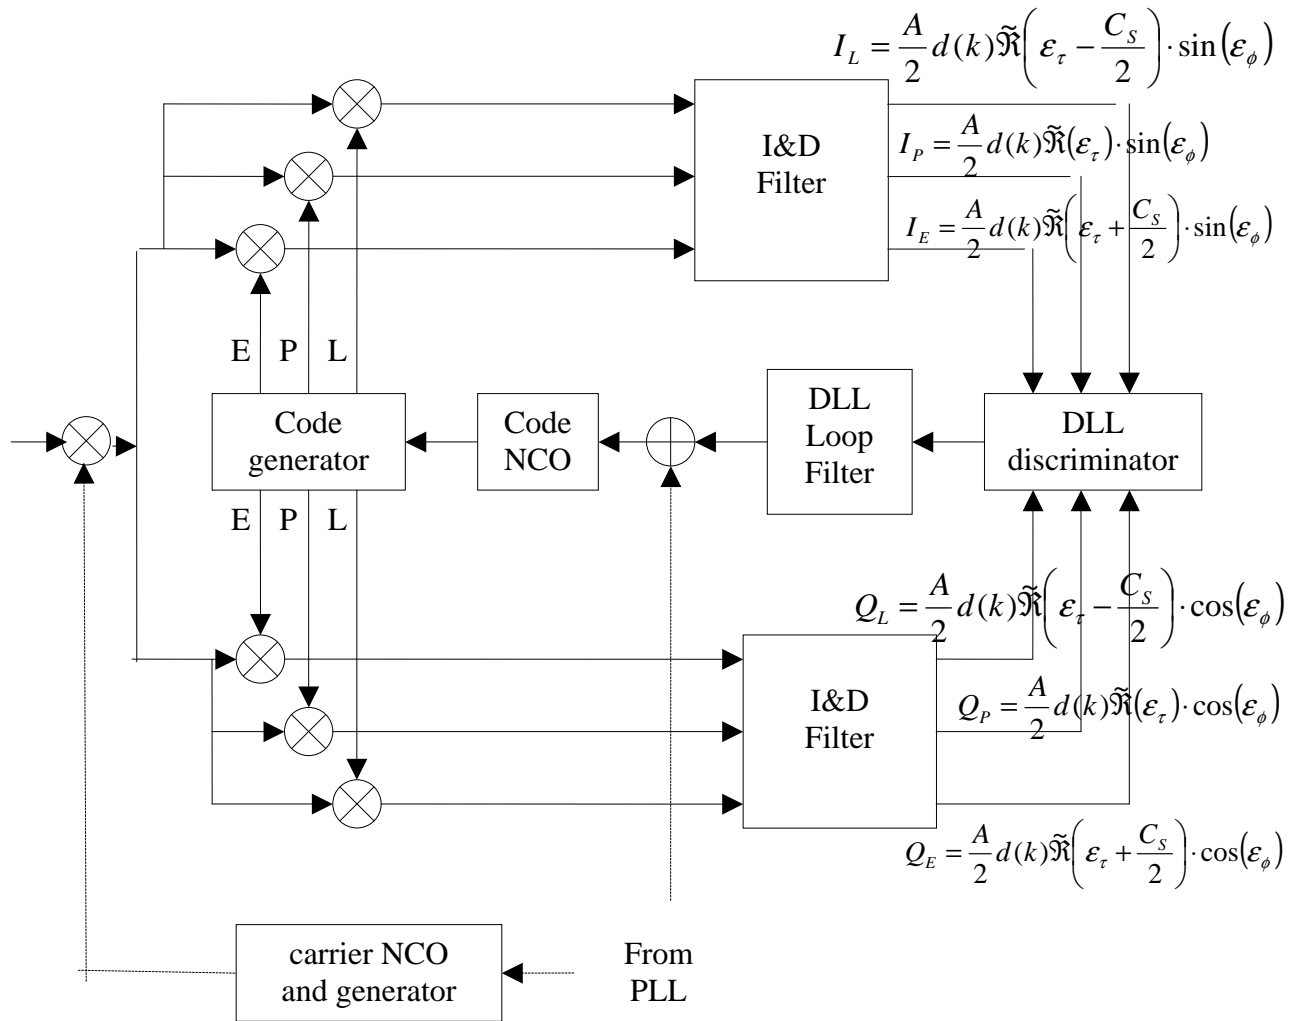 I_L = A/2 d(k) ℜ̃(ε_τ − C_S/2) · sin(ε_ϕ)
I&D
Filter
I_P = A/2 d(k) ℜ̃(ε_τ) · sin(ε_ϕ)
I_E = A/2 d(k) ℜ̃(ε_τ + C_S/2) · sin(ε_ϕ)
E P L
Code
generator
Code
NCO
DLL
Loop
Filter
DLL
discriminator
E P L
Q_L = A/2 d(k) ℜ̃(ε_τ − C_S/2) · cos(ε_ϕ)
I&D
Filter
Q_P = A/2 d(k) ℜ̃(ε_τ) · cos(ε_ϕ)
Q_E = A/2 d(k) ℜ̃(ε_τ + C_S/2) · cos(ε_ϕ)
carrier NCO
and generator
From
PLL